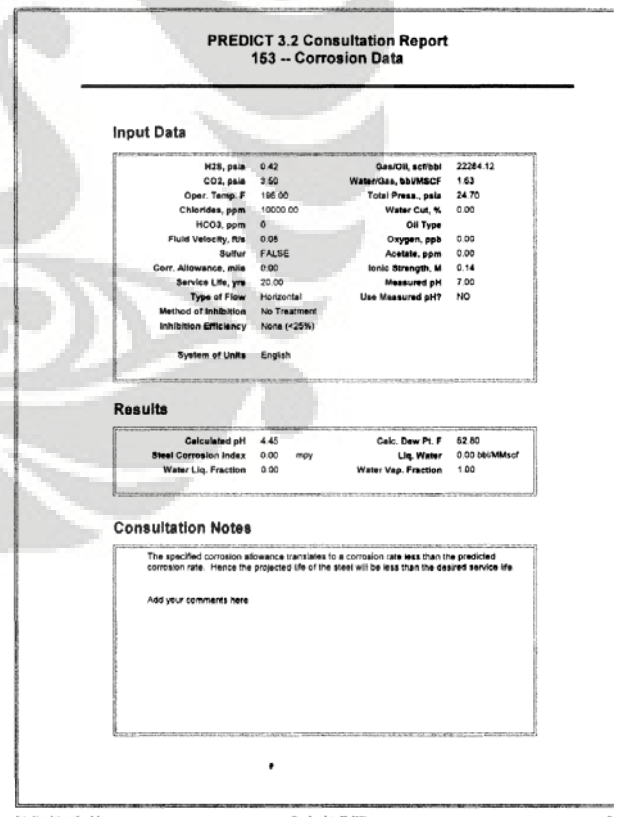 PREDICT 3.2 Consultation Report
153 -- Corrosion Data
Input Data
H2S, psia 0.42 Gas/Oil, scf/bbl 22284.12
CO2, psia 3.50 Water/Gas, bbl/MSCF 1.63
Oper. Temp. F 196.00 Total Press., psia 24.70
Chlorides, ppm 10000.00 Water Cut, % 0.00
HCO3, ppm 0 Oil Type
Fluid Velocity, ft/s 0.05 Oxygen, ppb 0.00
Sulfur FALSE Acetate, ppm 0.00
Corr. Allowance, mils 0.00 Ionic Strength, M 0.14
Service Life, yrs 20.00 Measured pH 7.00
Type of Flow Horizontal Use Measured pH? NO
Method of Inhibition No Treatment
Inhibition Efficiency None (<25%)
System of Units English
Results
Calculated pH 4.45 Calc. Dew Pt. F 62.80
Steel Corrosion Index 0.00 mpy Liq. Water 0.00 bbl/MMscf
Water Liq. Fraction 0.00 Water Vap. Fraction 1.00
Consultation Notes
The specified corrosion allowance translates to a corrosion rate less than the predicted
corrosion rate. Hence the projected life of the steel will be less than the desired service life
Add your comments here